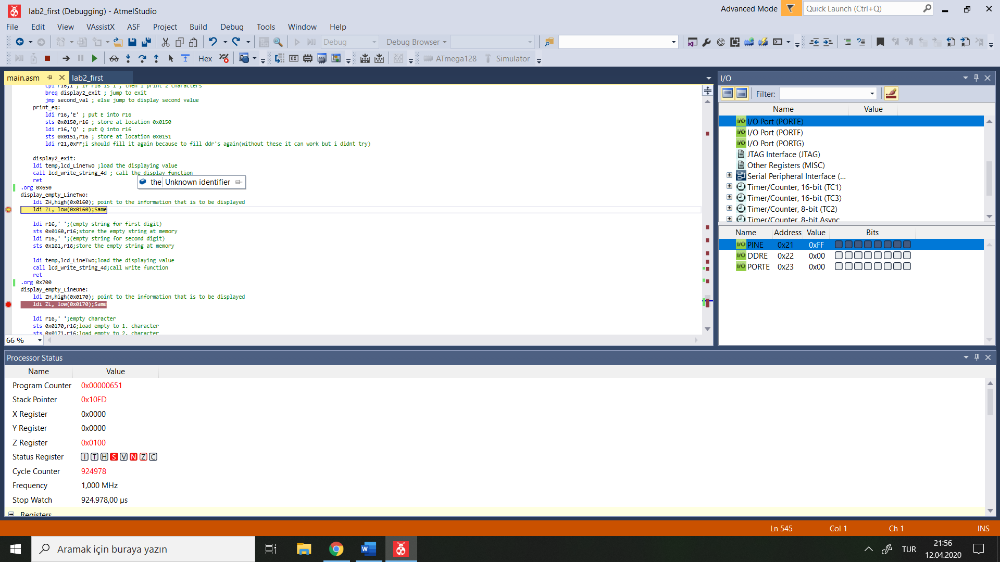 lab2_first (Debugging) - AtmelStudio
Advanced Mode
Quick Launch (Ctrl+Q)
File Edit View VAssistX ASF Project Build Debug Tools Window Help
Debug
Debug Browser
Hex
ATmega128
Simulator
main.asm
lab2_first
cpi r16,1 ; if r16 is 1 , then i print 2 characters
breq display2_exit ; jump to exit
jmp second_val ; else jump to display second value
print_eq:
ldi r16,'E' ; put E into r16
sts 0x0150,r16 ; store at location 0x0150
ldi r16,'Q' ; put Q into r16
sts 0x0151,r16 ; store at location 0x0151
ldi r21,0xFF;i should fill it again because to fill ddr's again(without these it can work but i didnt try)
display2_exit:
ldi temp,lcd_LineTwo ;load the displaying value
call lcd_write_string_4d ; call the display function
ret
the Unknown identifier
.org 0x650
display_empty_LineTwo:
ldi ZH,high(0x0160); point to the information that is to be displayed
ldi ZL, low(0x0160);Same
ldi r16,' ';(empty string for first digit)
sts 0x0160,r16;store the empty string at memory
ldi r16,' ';(empty string for second digit)
sts 0x161,r16;store the empty string at memory
ldi temp,lcd_LineTwo;load the displaying value
call lcd_write_string_4d;call write function
ret
.org 0x700
display_empty_LineOne:
ldi ZH,high(0x0170); point to the information that is to be displayed
ldi ZL, low(0x0170);Same
ldi r16,' ';empty character
sts 0x0170,r16;load empty to 1. character
sts 0x0171,r16;load empty to 2. character
66 %
I/O
Filter:
Name Value
I/O Port (PORTE)
I/O Port (PORTF)
I/O Port (PORTG)
JTAG Interface (JTAG)
Other Registers (MISC)
Serial Peripheral Interface (...
Timer/Counter, 16-bit (TC1)
Timer/Counter, 16-bit (TC3)
Timer/Counter, 8-bit (TC2)
Timer/Counter, 8-bit Async
Name Address Value Bits
PINE 0x21 0xFF
DDRE 0x22 0x00
PORTE 0x23 0x00
Processor Status
Name Value
Program Counter 0x00000651
Stack Pointer 0x10FD
X Register 0x0000
Y Register 0x0000
Z Register 0x0100
Status Register I T H S V N Z C
Cycle Counter 924978
Frequency 1,000 MHz
Stop Watch 924.978,00 µs
Registers
Ln 545 Col 1 Ch 1 INS
Aramak için buraya yazın
TUR
21:56
12.04.2020